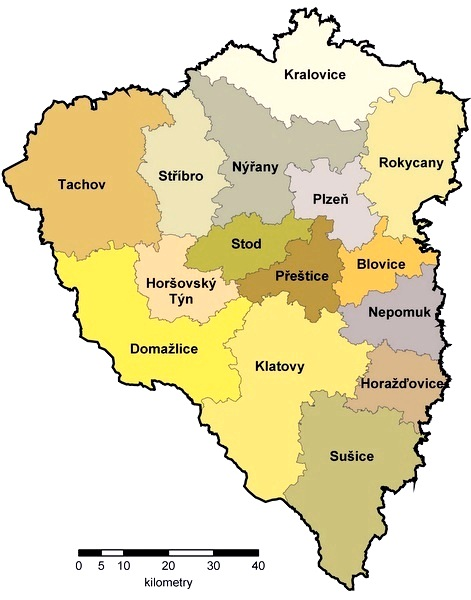 Kralovice
Rokycany
Nýřany
Stříbro
Tachov
Plzeň
Stod
Blovice
Přeštice
Horšovský
Týn
Nepomuk
Domažlice
Klatovy
Horažďovice
Sušice
0 5 10 20 30 40
kilometry